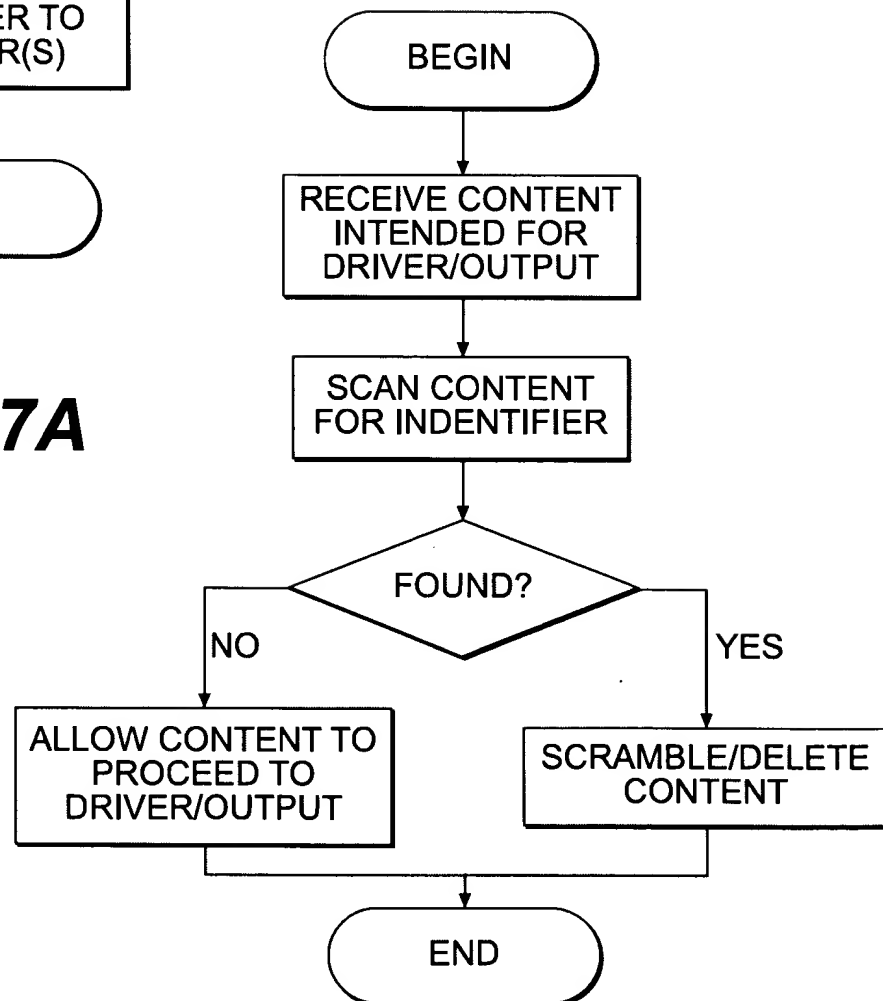 ER TO
R(S)
7A
BEGIN
RECEIVE CONTENT
INTENDED FOR
DRIVER/OUTPUT
SCAN CONTENT
FOR INDENTIFIER
FOUND?
NO
YES
ALLOW CONTENT TO
PROCEED TO
DRIVER/OUTPUT
SCRAMBLE/DELETE
CONTENT
END